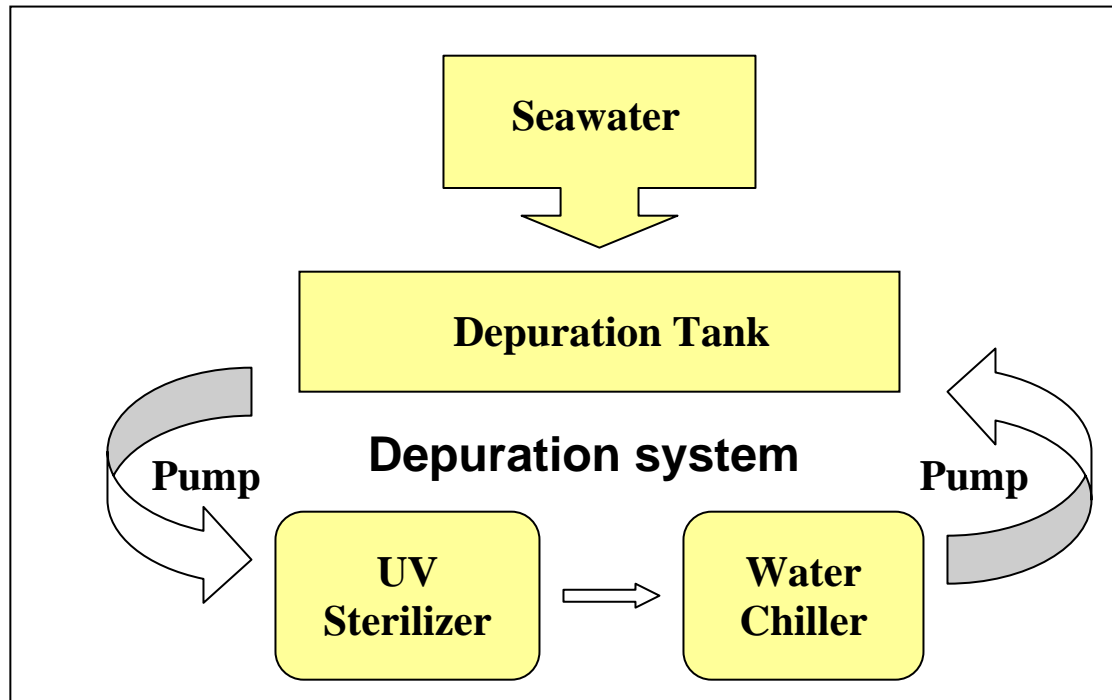 Seawater
Depuration Tank
Depuration system
Pump
Pump
UV
Sterilizer
Water
Chiller